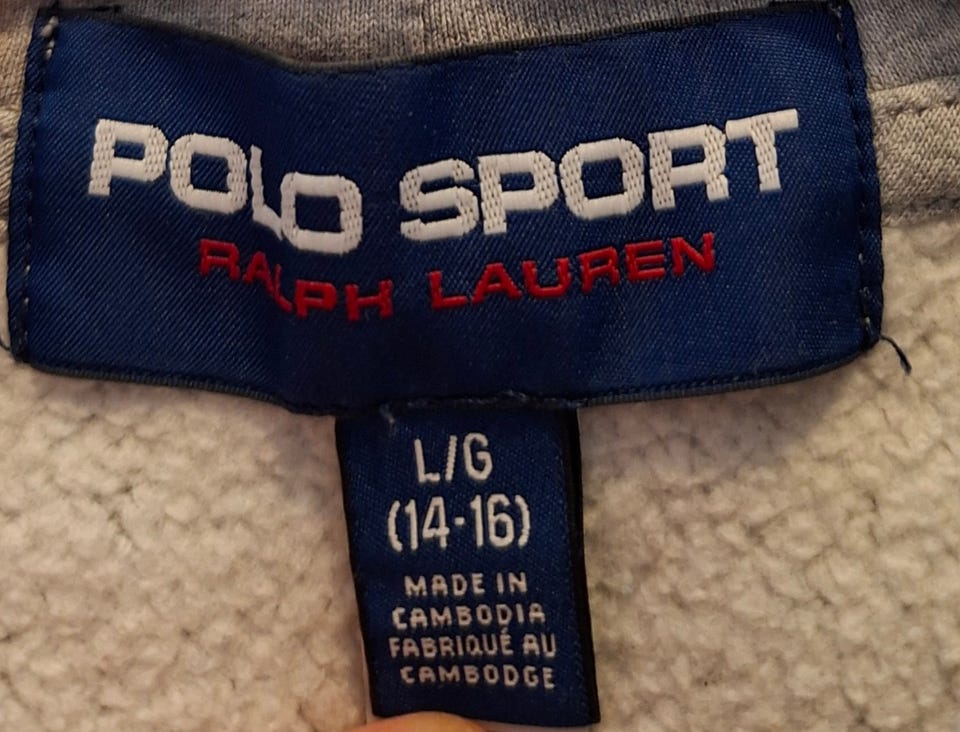 POLO SPORT
RALPH LAUREN
L/G
(14-16)
MADE IN
CAMBODIA
FABRIQUÉ AU
CAMBODGE